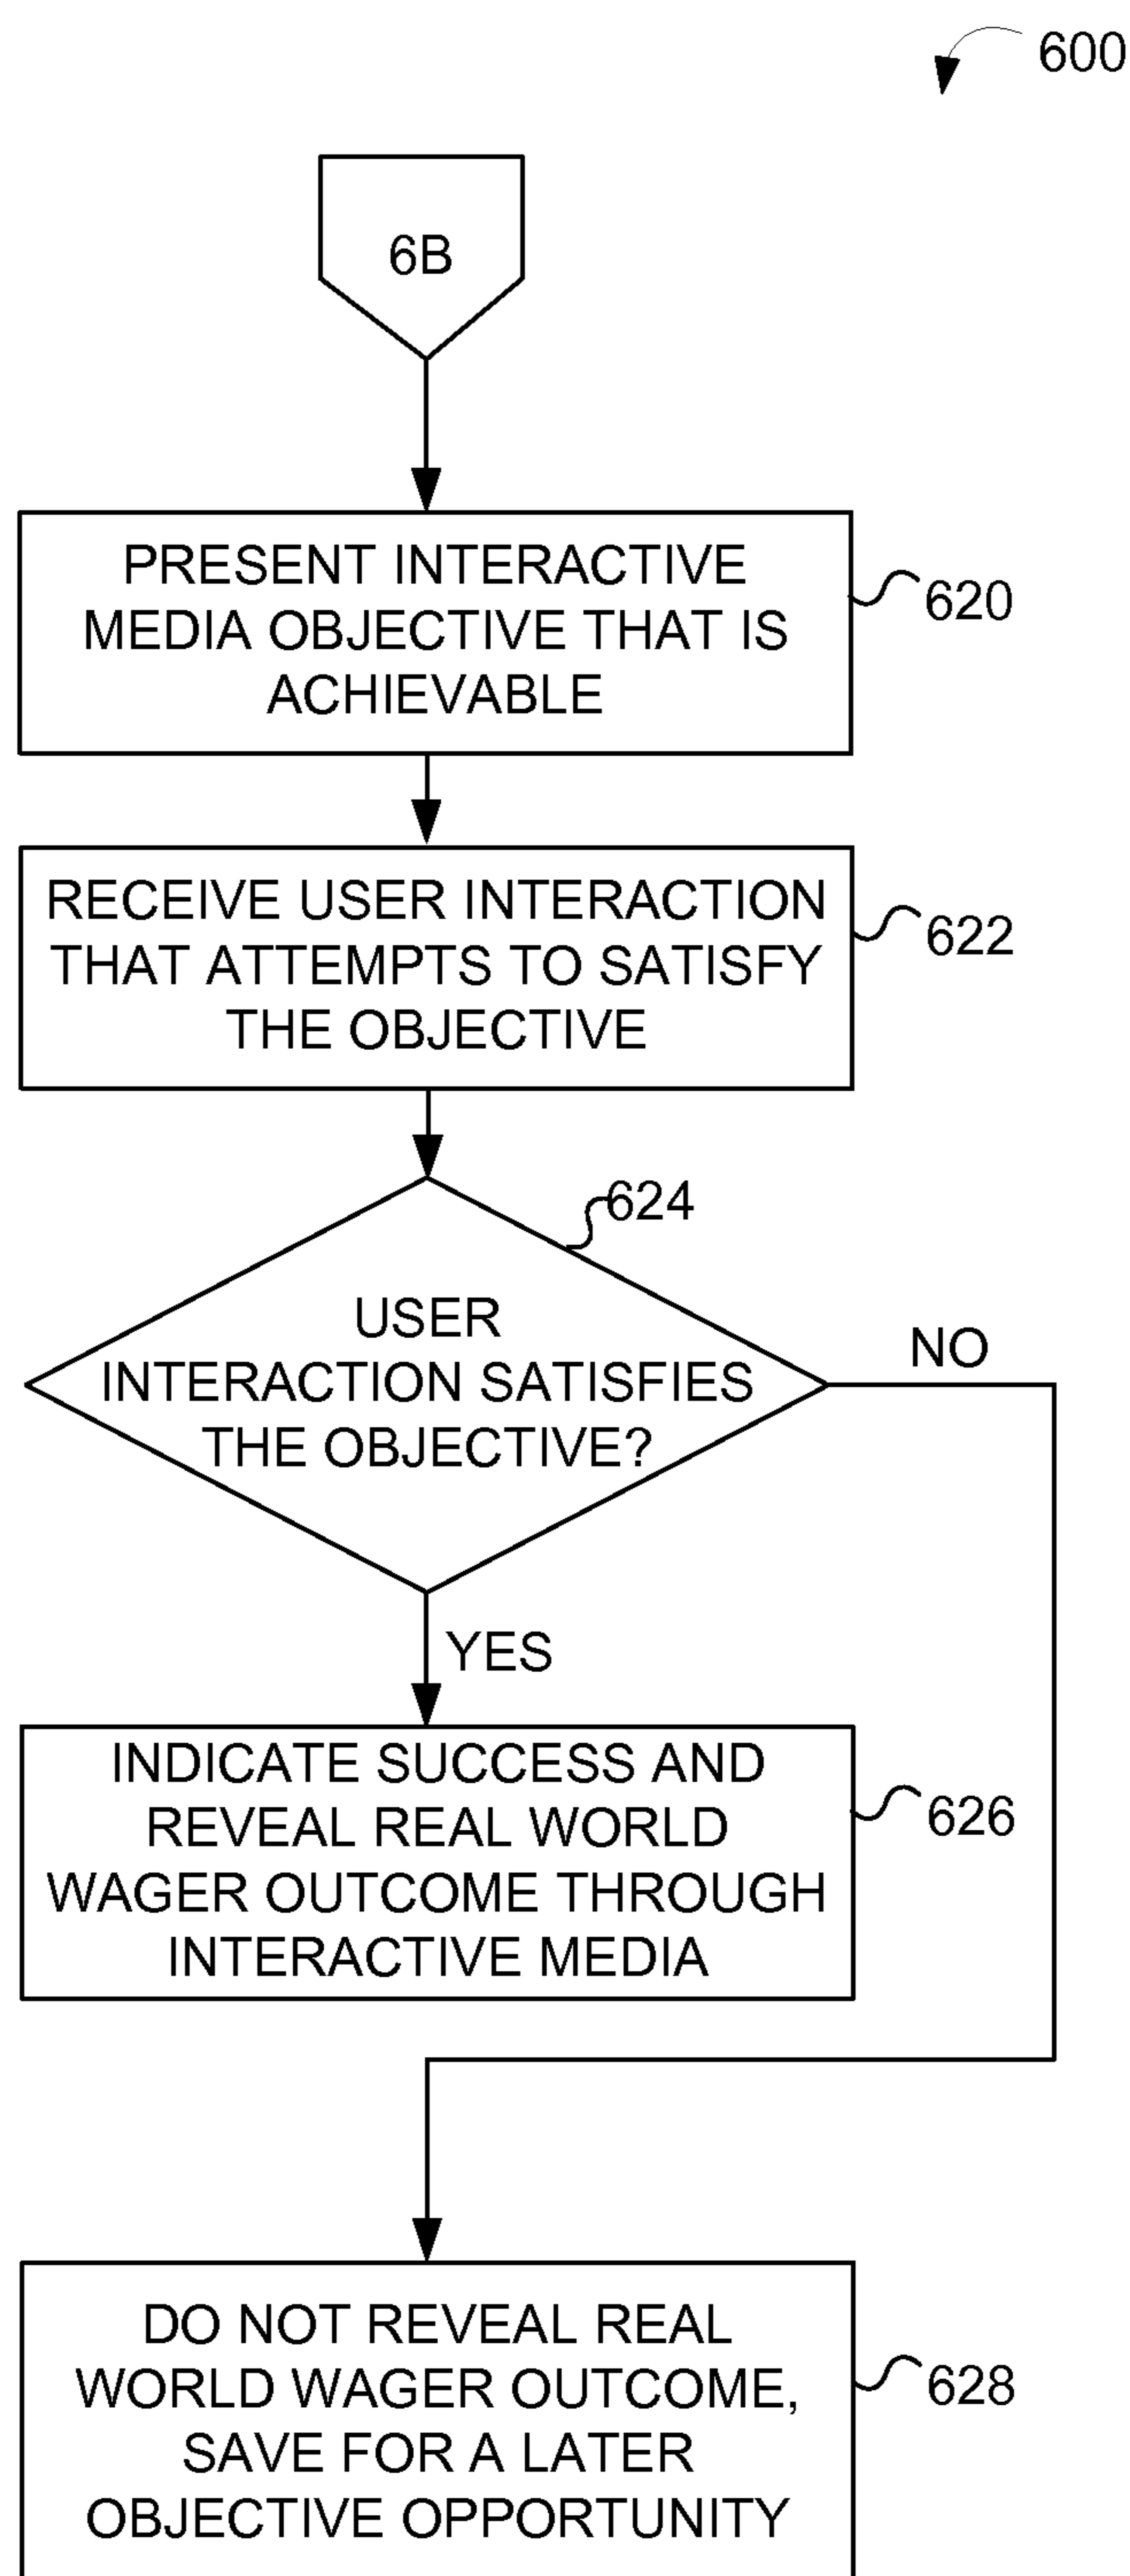 600
6B
PRESENT INTERACTIVE
MEDIA OBJECTIVE THAT IS
ACHIEVABLE
620
RECEIVE USER INTERACTION
THAT ATTEMPTS TO SATISFY
THE OBJECTIVE
622
624
USER
INTERACTION SATISFIES
THE OBJECTIVE?
NO
YES
INDICATE SUCCESS AND
REVEAL REAL WORLD
WAGER OUTCOME THROUGH
INTERACTIVE MEDIA
626
DO NOT REVEAL REAL
WORLD WAGER OUTCOME,
SAVE FOR A LATER
OBJECTIVE OPPORTUNITY
628